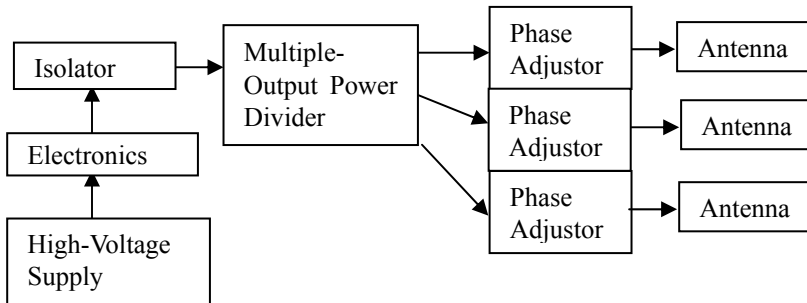 Isolator
Electronics
High-Voltage
Supply
Multiple-
Output Power
Divider
Phase
Adjustor
Antenna
Phase
Adjustor
Antenna
Phase
Adjustor
Antenna